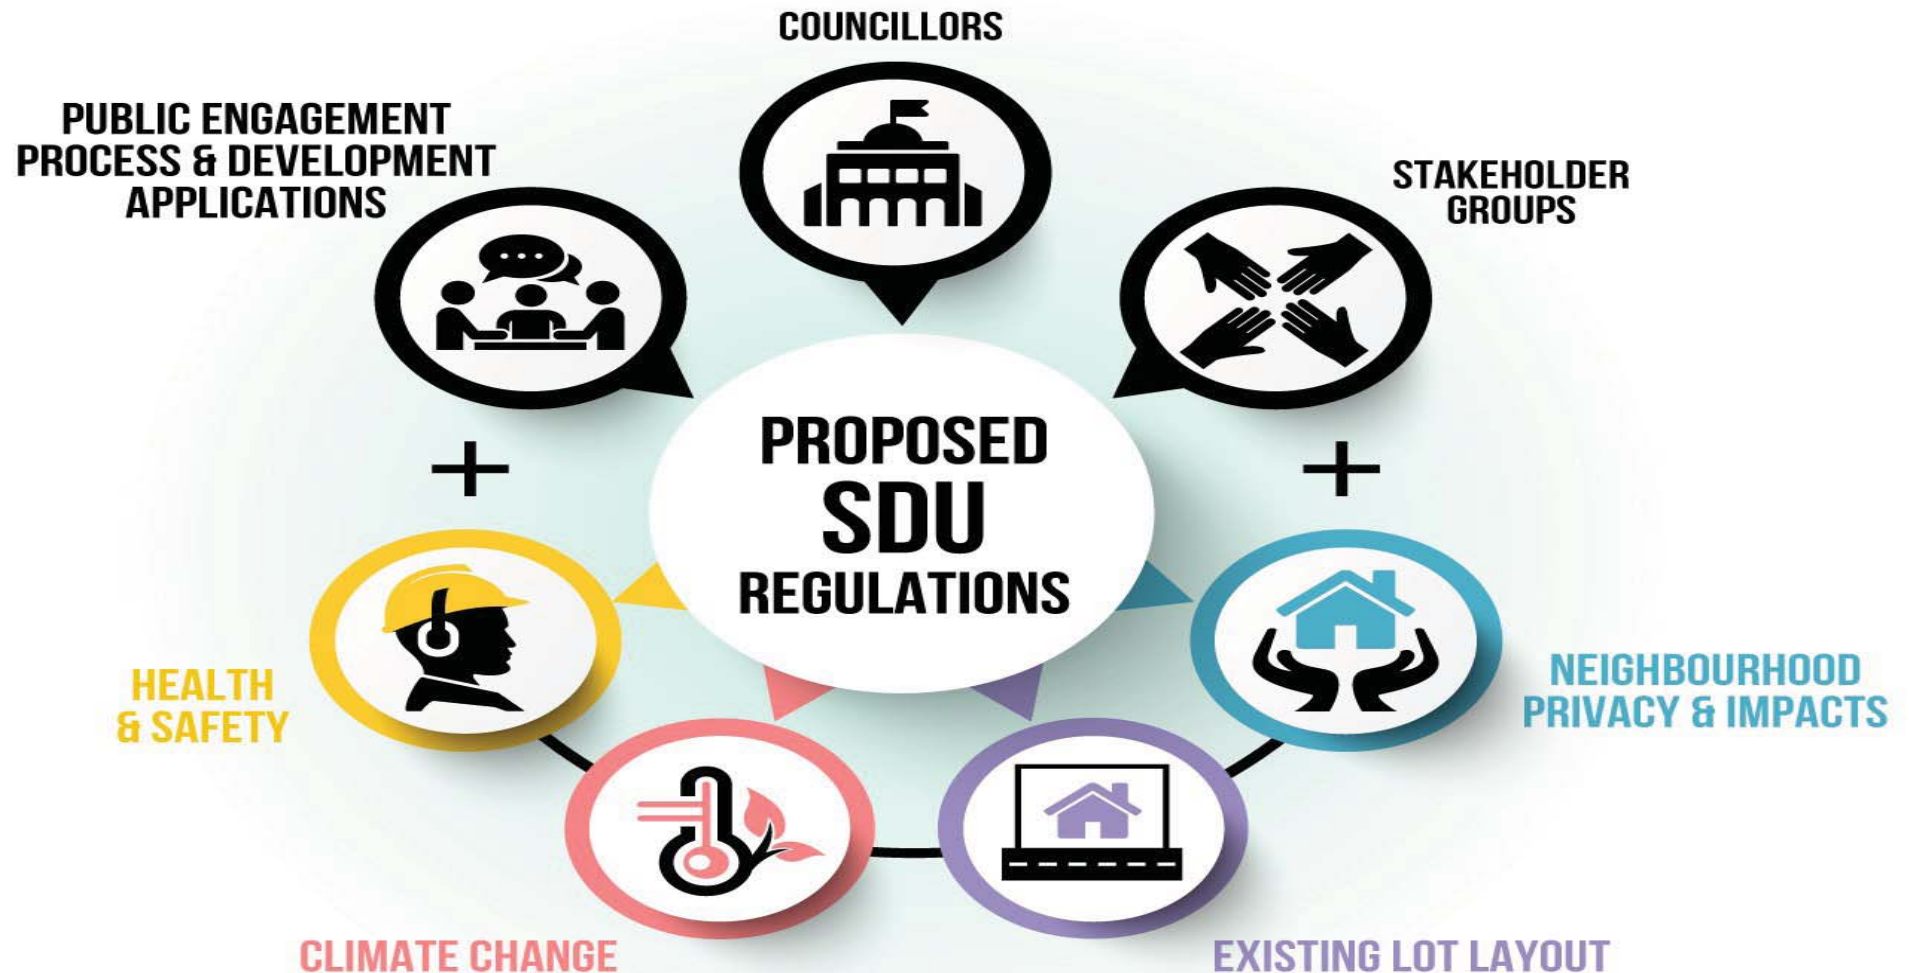 COUNCILLORS
PUBLIC ENGAGEMENT
PROCESS & DEVELOPMENT
APPLICATIONS
STAKEHOLDER
GROUPS
PROPOSED
SDU
REGULATIONS
HEALTH
& SAFETY
NEIGHBOURHOOD
PRIVACY & IMPACTS
CLIMATE CHANGE
EXISTING LOT LAYOUT